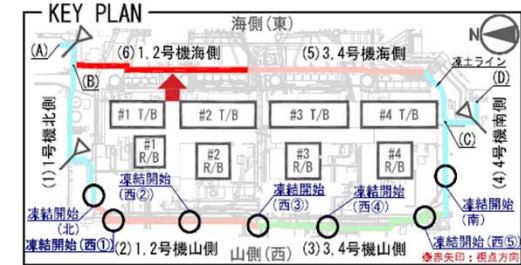 KEY PLAN
海側(東)
N
(A)
(6)1,2号機海側
(5)3,4号機海側
凍土ライン
(B)
(D)
#1 T/B
#2 T/B
#3 T/B
#4 T/B
(C)
(1)1号機北側
#1
R/B
#2
R/B
#3
R/B
#4
R/B
(4)4号機南側
凍結開始
(西②)
凍結開始
(西③)
凍結開始
(西④)
凍結開始
(北)
凍結開始
(南)
凍結開始(西①)
(2)1,2号機山側
山側(西)
(3)3,4号機山側
凍結開始(西⑤)
※赤矢印:視点方向